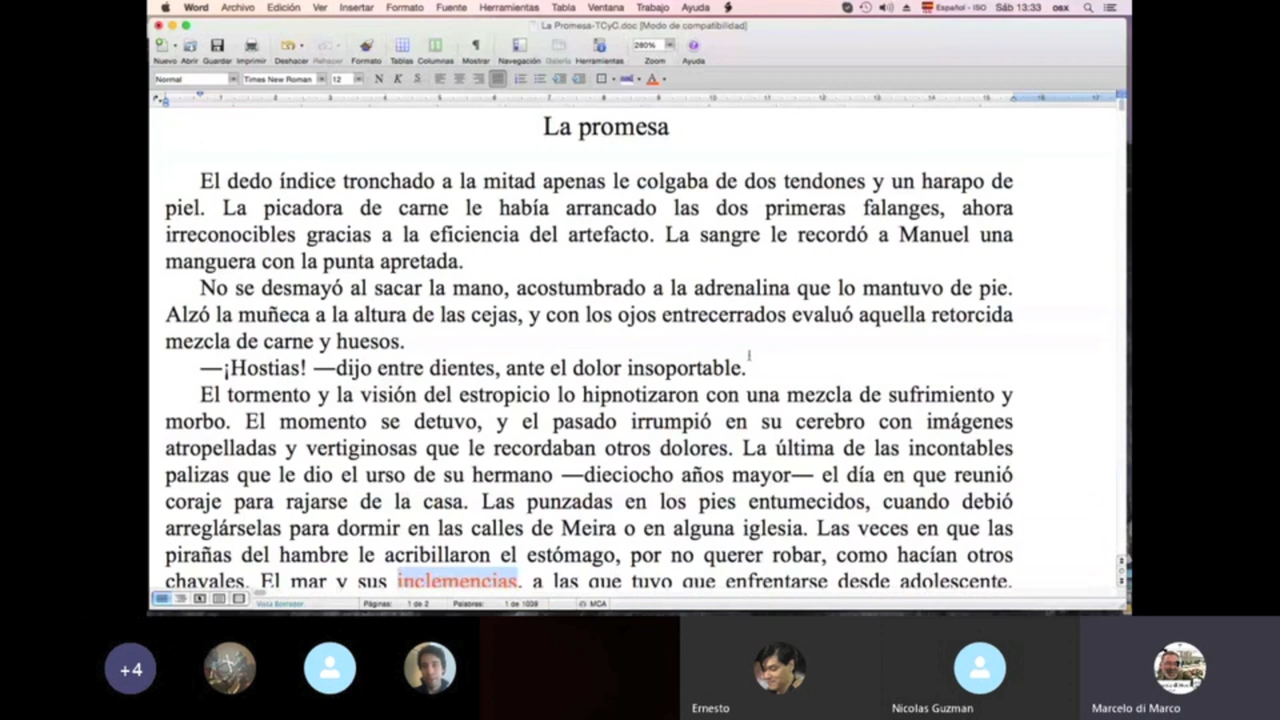 Word Archivo Edición Ver Insertar Formato Fuente Herramientas Tabla Ventana Trabajo Ayuda Español - ISO Sáb 13:33 OBX
La Promesa-TCyC.doc [Modo de compatibilidad]
280%
Nuevo Abrir Guardar Imprimir Deshacer Rehacer Formato Tablas Columnas Mostrar Navegación Galería Herramientas Zoom Ayuda
Normal Times New Roman 12 N K S
La promesa
El dedo índice tronchado a la mitad apenas le colgaba de dos tendones y un harapo de
piel. La picadora de carne le había arrancado las dos primeras falanges, ahora
irreconocibles gracias a la eficiencia del artefacto. La sangre le recordó a Manuel una
manguera con la punta apretada.
No se desmayó al sacar la mano, acostumbrado a la adrenalina que lo mantuvo de pie.
Alzó la muñeca a la altura de las cejas, y con los ojos entrecerrados evaluó aquella retorcida
mezcla de carne y huesos.
—¡Hostias! —dijo entre dientes, ante el dolor insoportable.
El tormento y la visión del estropicio lo hipnotizaron con una mezcla de sufrimiento y
morbo. El momento se detuvo, y el pasado irrumpió en su cerebro con imágenes
atropelladas y vertiginosas que le recordaban otros dolores. La última de las incontables
palizas que le dio el urso de su hermano —dieciocho años mayor— el día en que reunió
coraje para rajarse de la casa. Las punzadas en los pies entumecidos, cuando debió
arreglárselas para dormir en las calles de Meira o en alguna iglesia. Las veces en que las
pirañas del hambre le acribillaron el estómago, por no querer robar, como hacían otros
chavales. El mar y sus inclemencias, a las que tuvo que enfrentarse desde adolescente.
Vista Borrador Páginas: 1 de 2 Palabras: 1 de 1039 MCA
+4
Ernesto Nicolas Guzman Marcelo di Marco